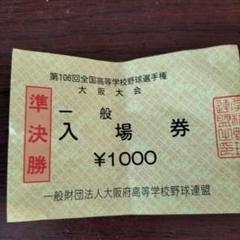 第106回全国高等学校野球選手権
大阪大会
準決勝
一般
入場券
¥1000
一般財団法人大阪府高等学校野球連盟